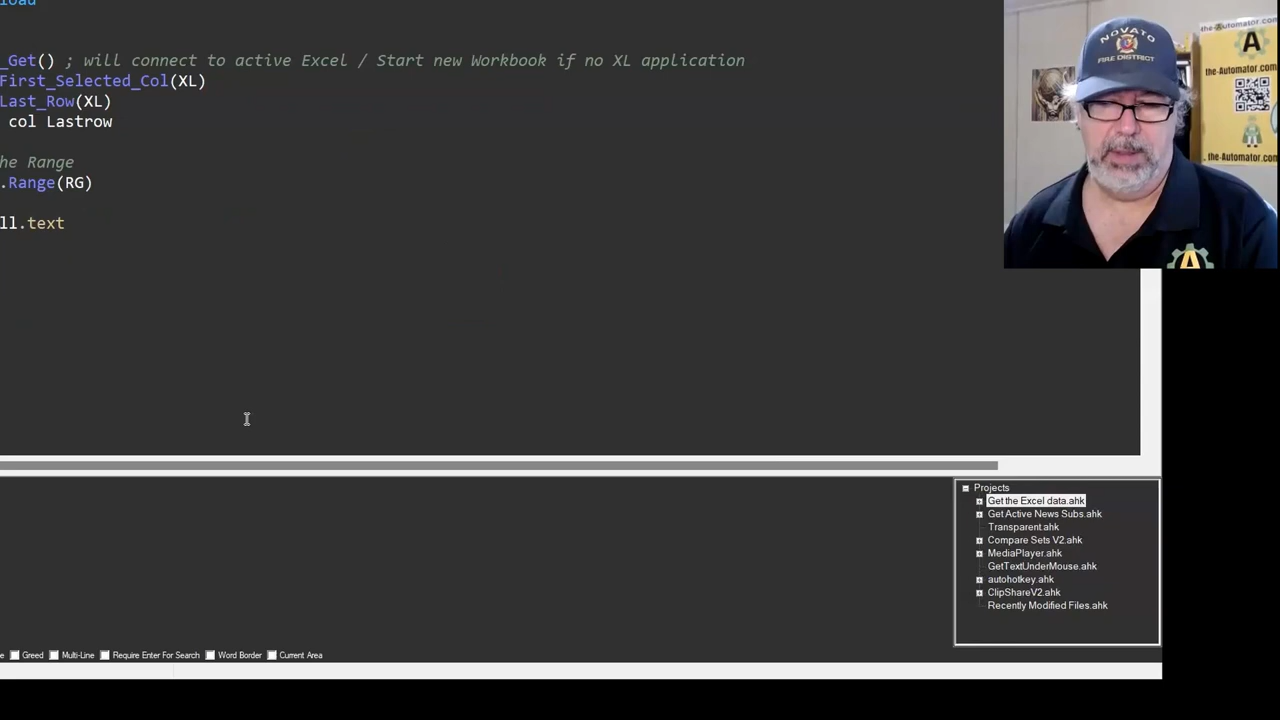 load
_Get() ; will connect to active Excel / Start new Workbook if no XL application
First_Selected_Col(XL)
Last_Row(XL)
col Lastrow
he Range
.Range(RG)
ll.text
NOVATO
FIRE DISTRICT
the-Automator.com
A
the-Automator.com
A
Projects
Get the Excel data.ahk
Get Active News Subs.ahk
Transparent.ahk
Compare Sets V2.ahk
MediaPlayer.ahk
GetTextUnderMouse.ahk
autohotkey.ahk
ClipShareV2.ahk
Recently Modified Files.ahk
e Greed Multi-Line Require Enter For Search Word Border Current Area